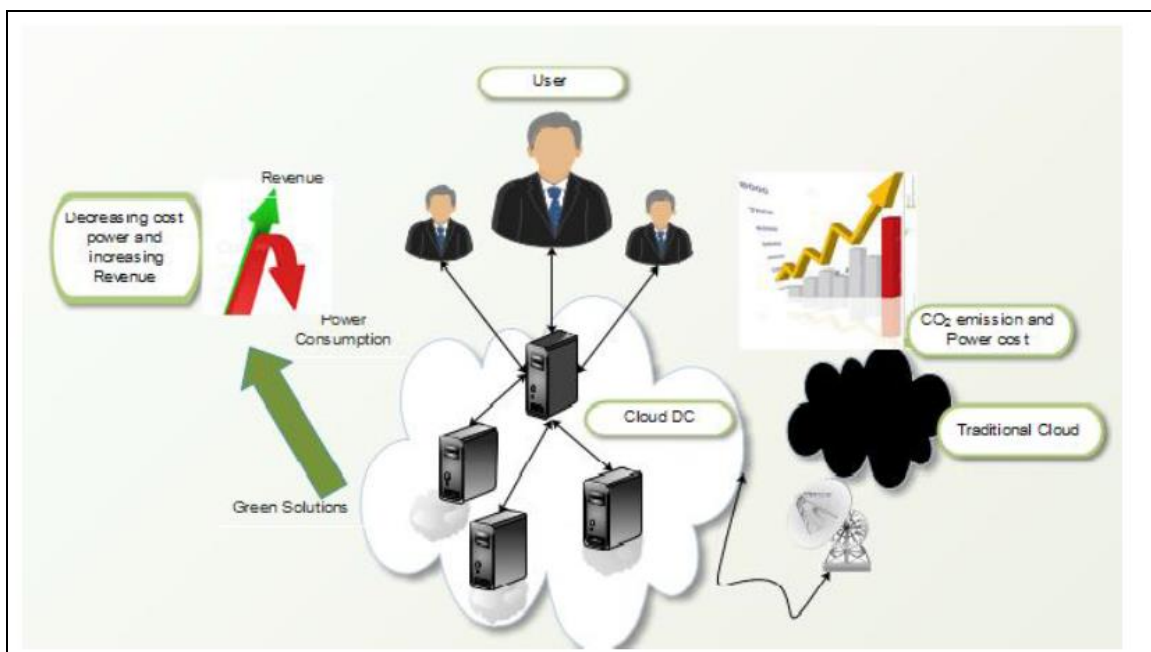 User
Revenue
Decreasing cost
power and
increasing
Revenue
Power
Consumption
CO₂ emission and
Power cost
Cloud DC
Traditional Cloud
Green Solutions